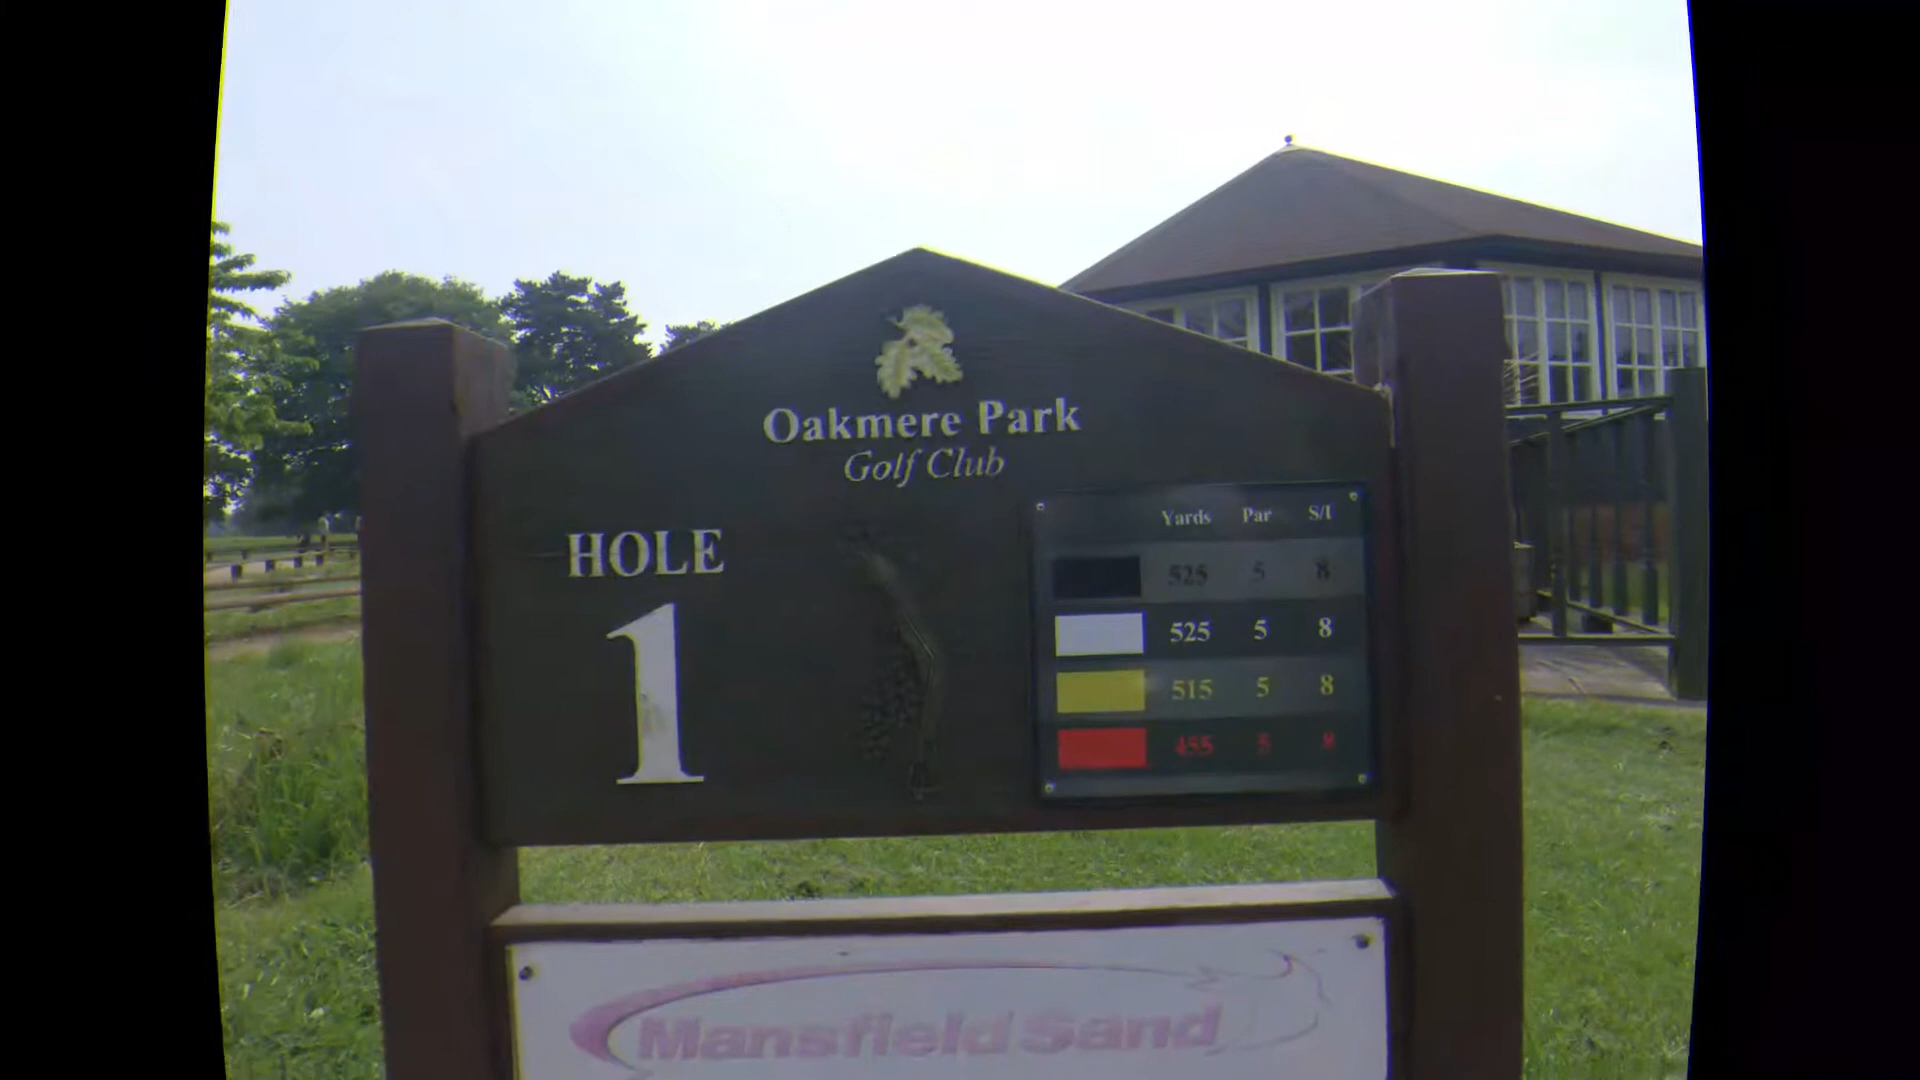 Oakmere Park
Golf Club
HOLE
1
Yards Par S/I
525 5 8
525 5 8
515 5 8
455 5 8
Mansfield Sand